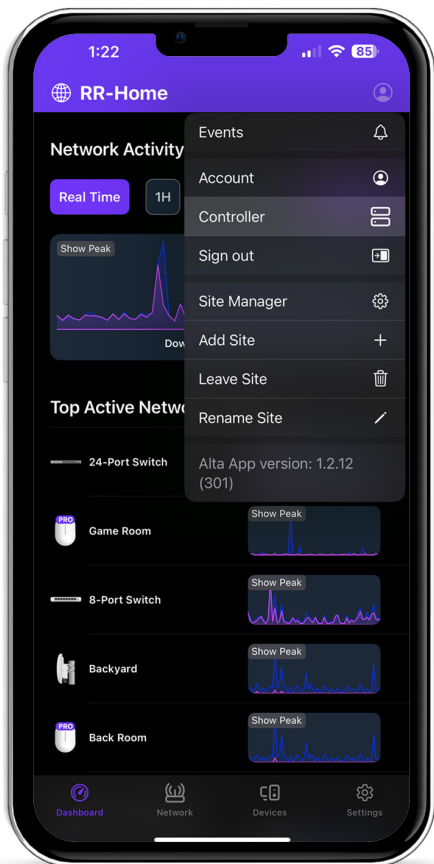 1:22
85
RR-Home
Events
Network Activity
Account
Real Time
1H
Controller
Show Peak
Sign out
Site Manager
Add Site
Leave Site
Rename Site
Alta App version: 1.2.12
(301)
Top Active Netwo
24-Port Switch
PRO
Game Room
Show Peak
8-Port Switch
Show Peak
Backyard
Show Peak
PRO
Back Room
Show Peak
Dashboard
Network
Devices
Settings